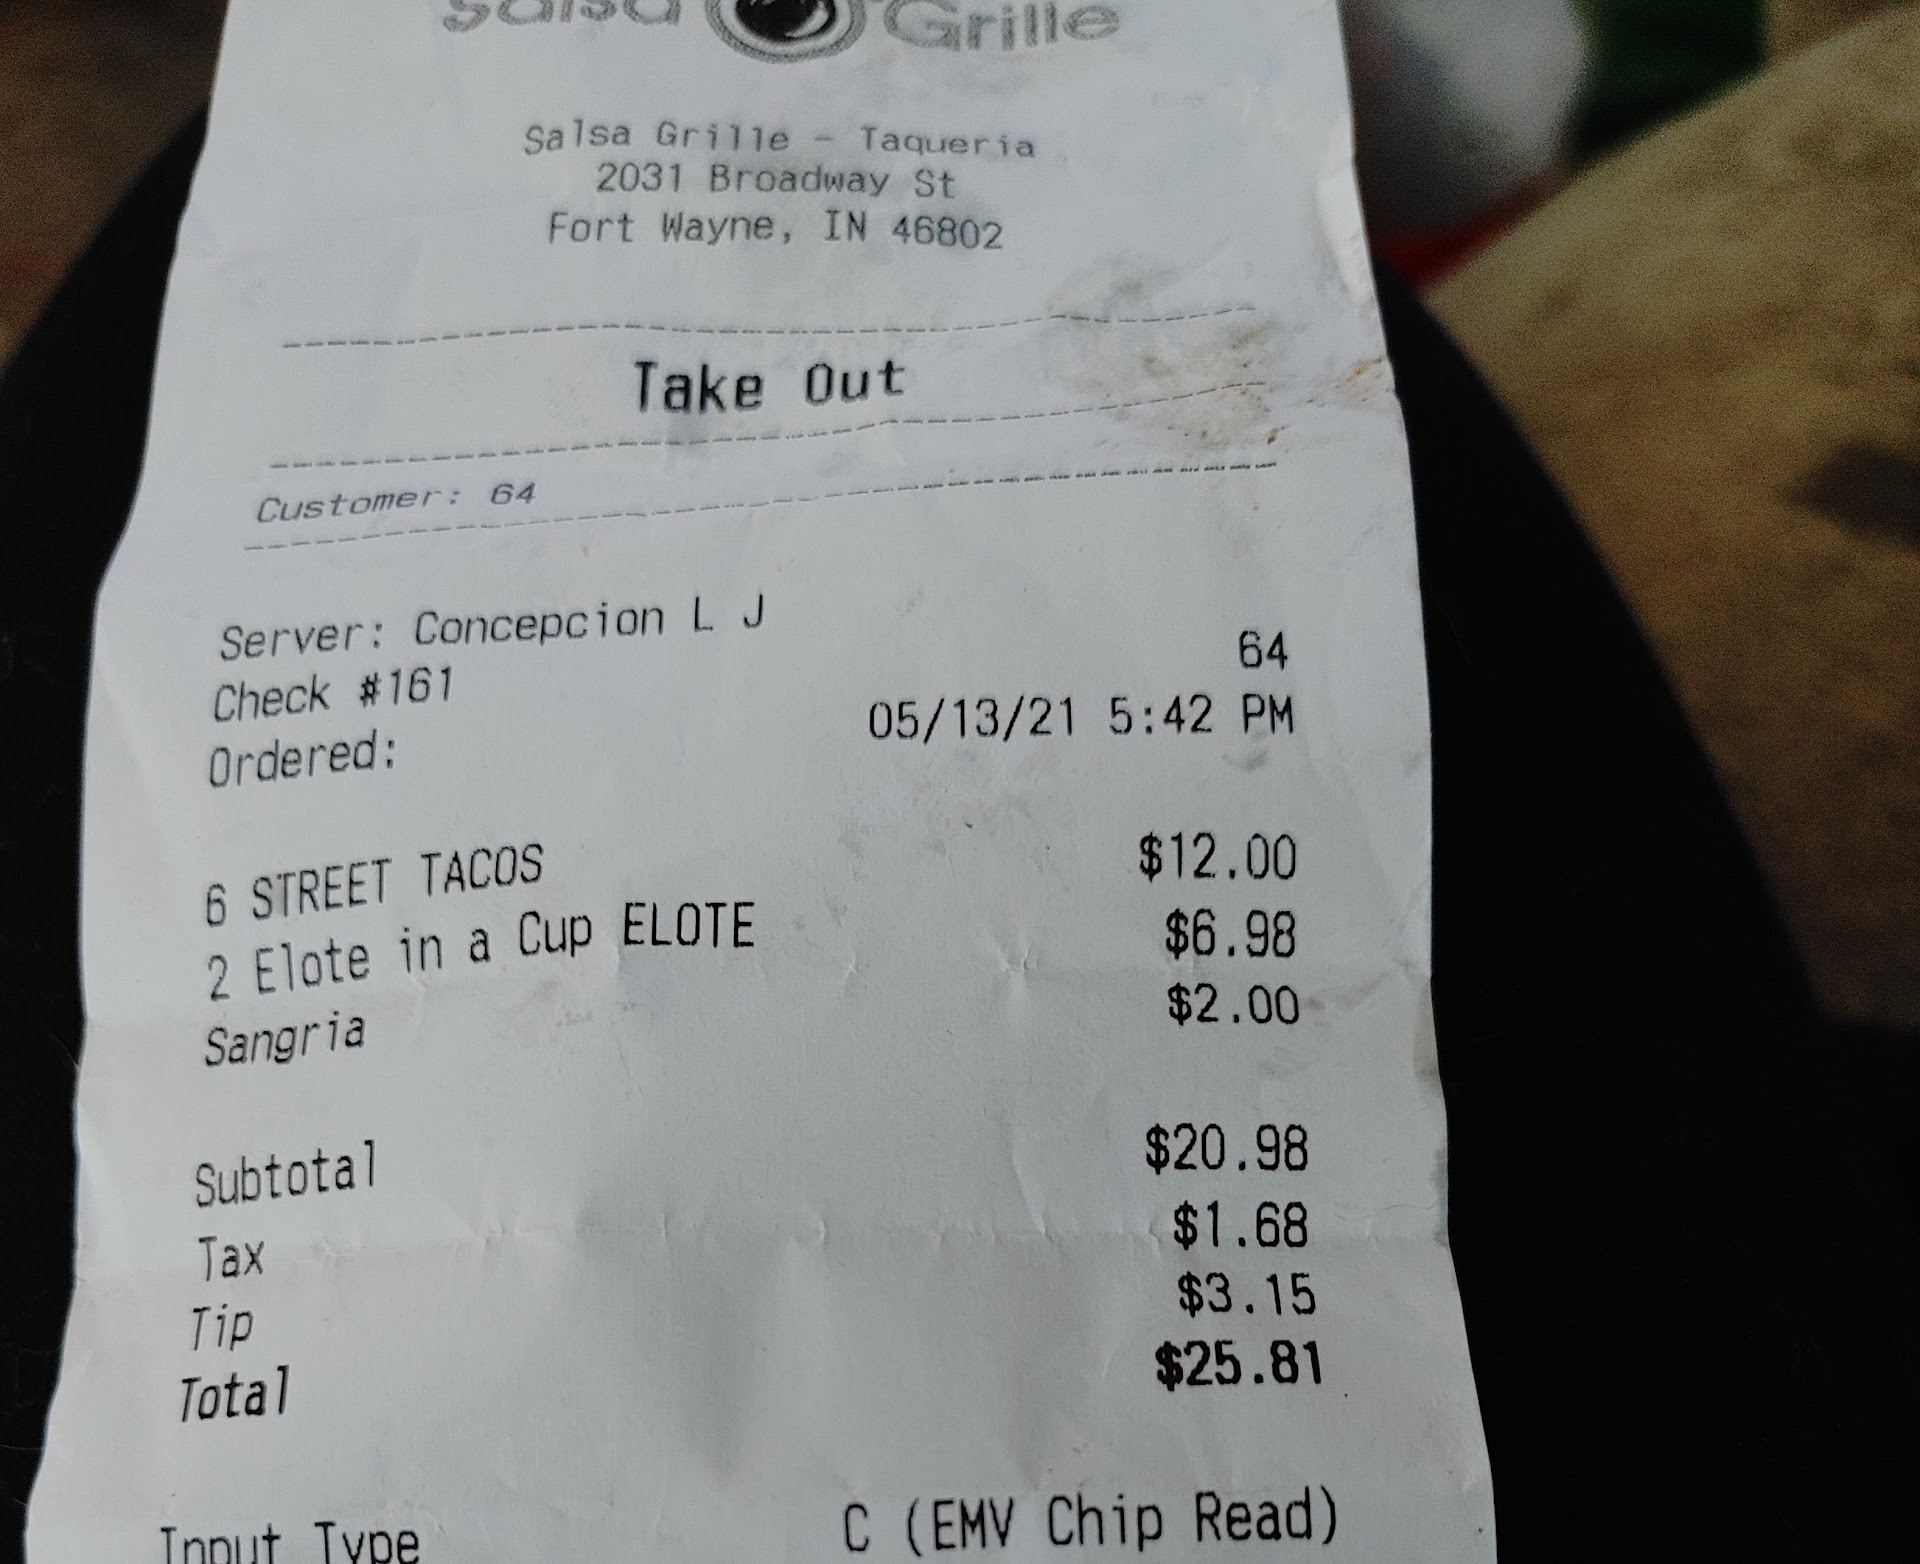 Salsa Grille
Salsa Grille - Taqueria
2031 Broadway St
Fort Wayne, IN 46802
Take Out
Customer: 64
Server: Concepcion L J
Check #161 64
Ordered: 05/13/21 5:42 PM
6 STREET TACOS $12.00
2 Elote in a Cup ELOTE $6.98
Sangria $2.00
Subtotal $20.98
Tax $1.68
Tip $3.15
Total $25.81
Input Type C (EMV Chip Read)